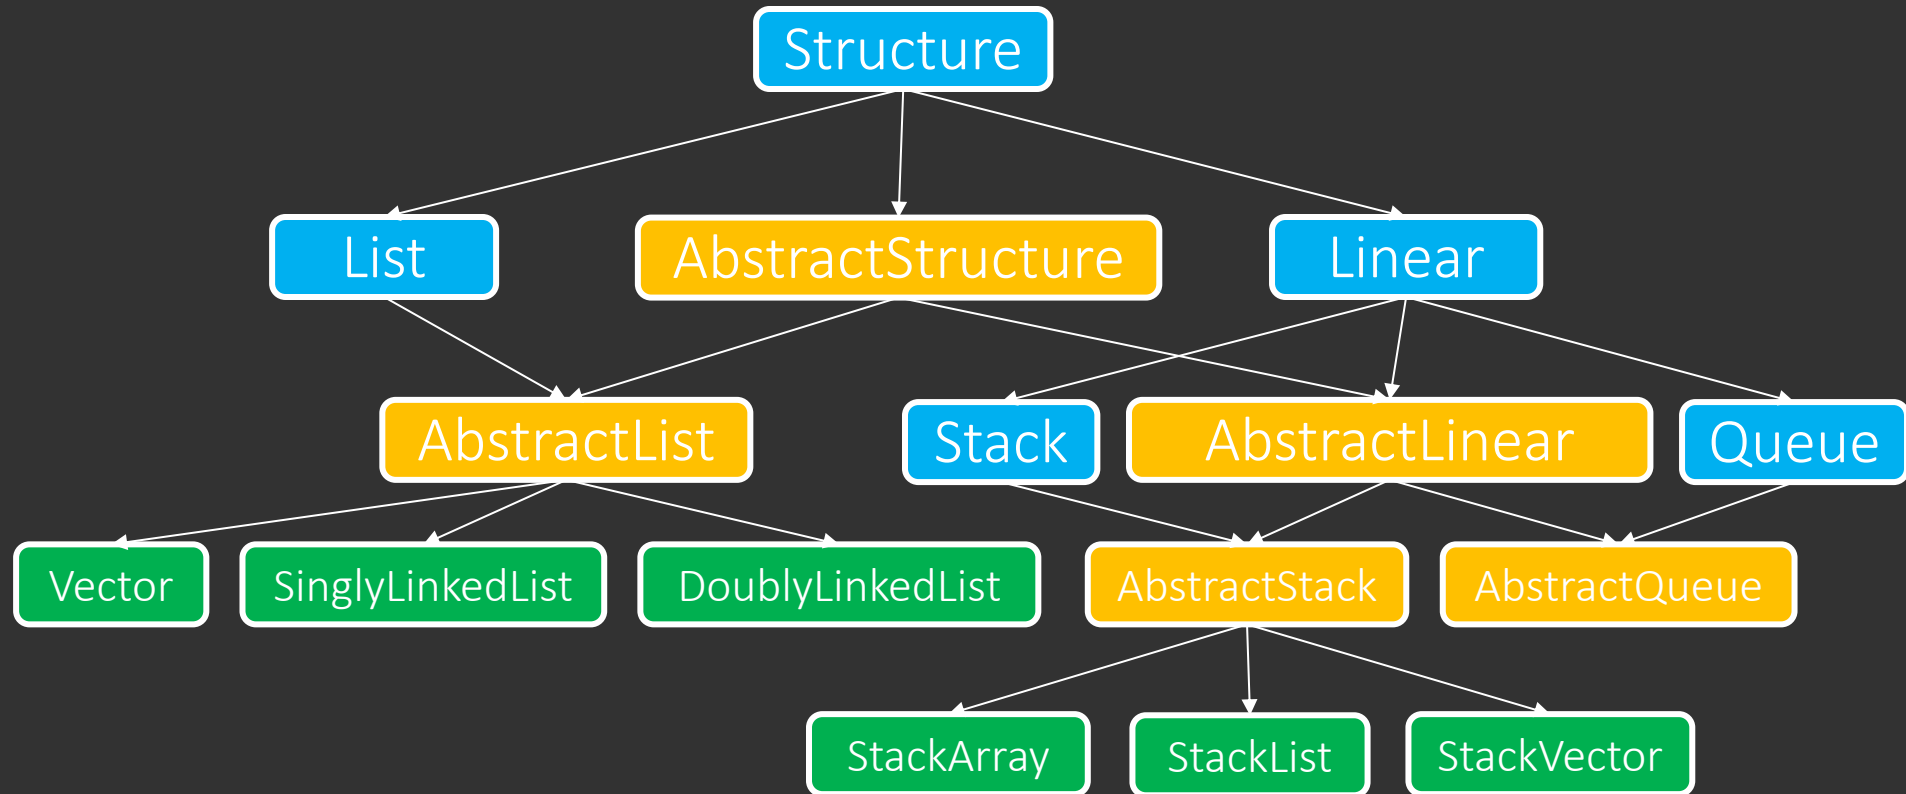 Structure
List
AbstractStructure
Linear
AbstractList
Stack
AbstractLinear
Queue
Vector
SinglyLinkedList
DoublyLinkedList
AbstractStack
AbstractQueue
StackArray
StackList
StackVector